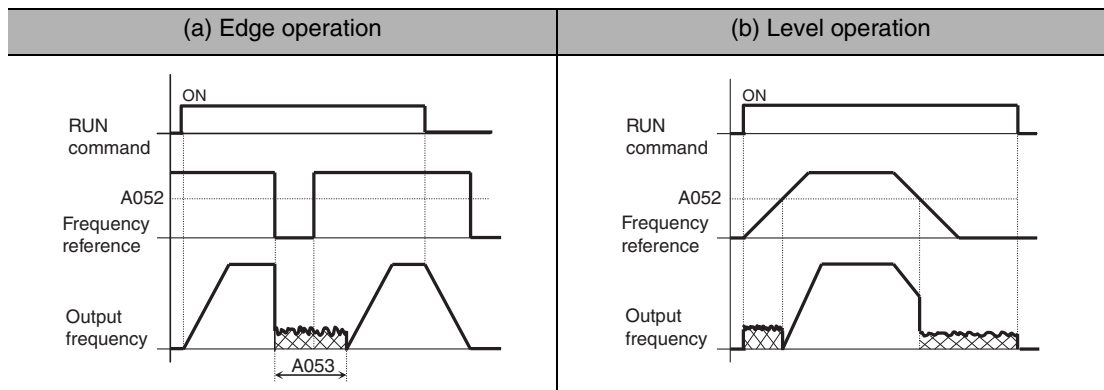 (a) Edge operation
(b) Level operation
ON
RUN
command
A052
Frequency
reference
Output
frequency
A053
ON
RUN
command
A052
Frequency
reference
Output
frequency